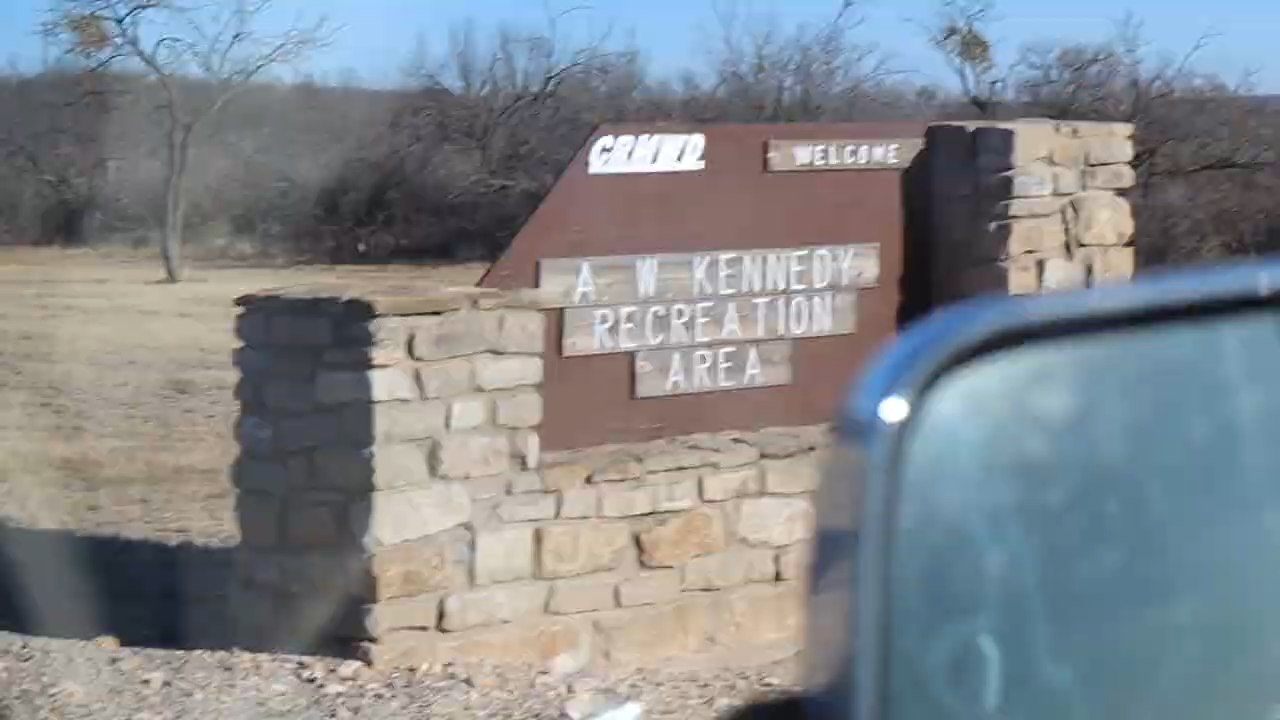 CRMWD
WELCOME
A. W. KENNEDY
RECREATION
AREA